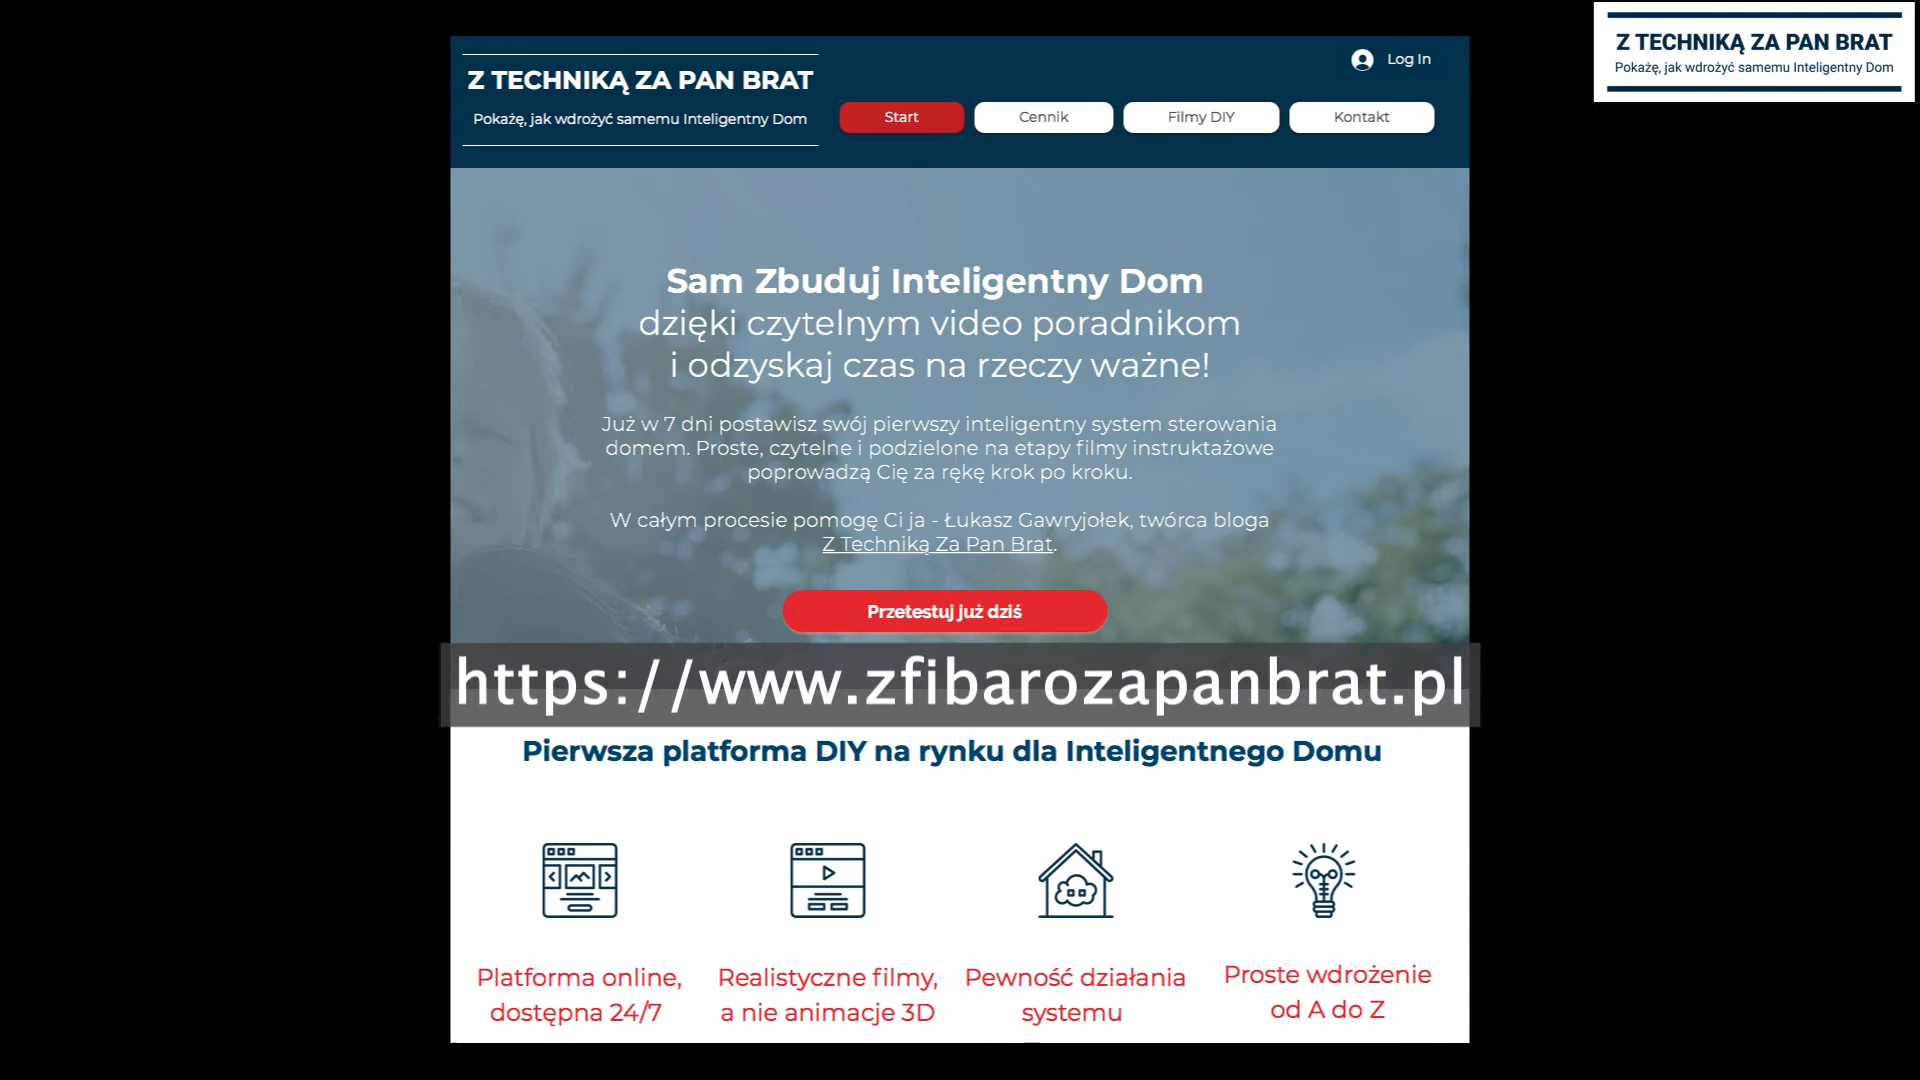 Z TECHNIKĄ ZA PAN BRAT
Pokażę, jak wdrożyć samemu Inteligentny Dom
Log In
Start
Cennik
Filmy DIY
Kontakt
Z TECHNIKĄ ZA PAN BRAT
Pokażę, jak wdrożyć samemu Inteligentny Dom
Sam Zbuduj Inteligentny Dom
dzięki czytelnym video poradnikom
i odzyskaj czas na rzeczy ważne!
Już w 7 dni postawisz swój pierwszy inteligentny system sterowania
domem. Proste, czytelne i podzielone na etapy filmy instruktażowe
poprowadzą Cię za rękę krok po kroku.
W całym procesie pomogę Ci ja - Łukasz Gawryjołek, twórca bloga
Z Techniką Za Pan Brat.
Przetestuj już dziś
https://www.zfibarozapanbrat.pl
Pierwsza platforma DIY na rynku dla Inteligentnego Domu
Platforma online,
dostępna 24/7
Realistyczne filmy,
a nie animacje 3D
Pewność działania
systemu
Proste wdrożenie
od A do Z